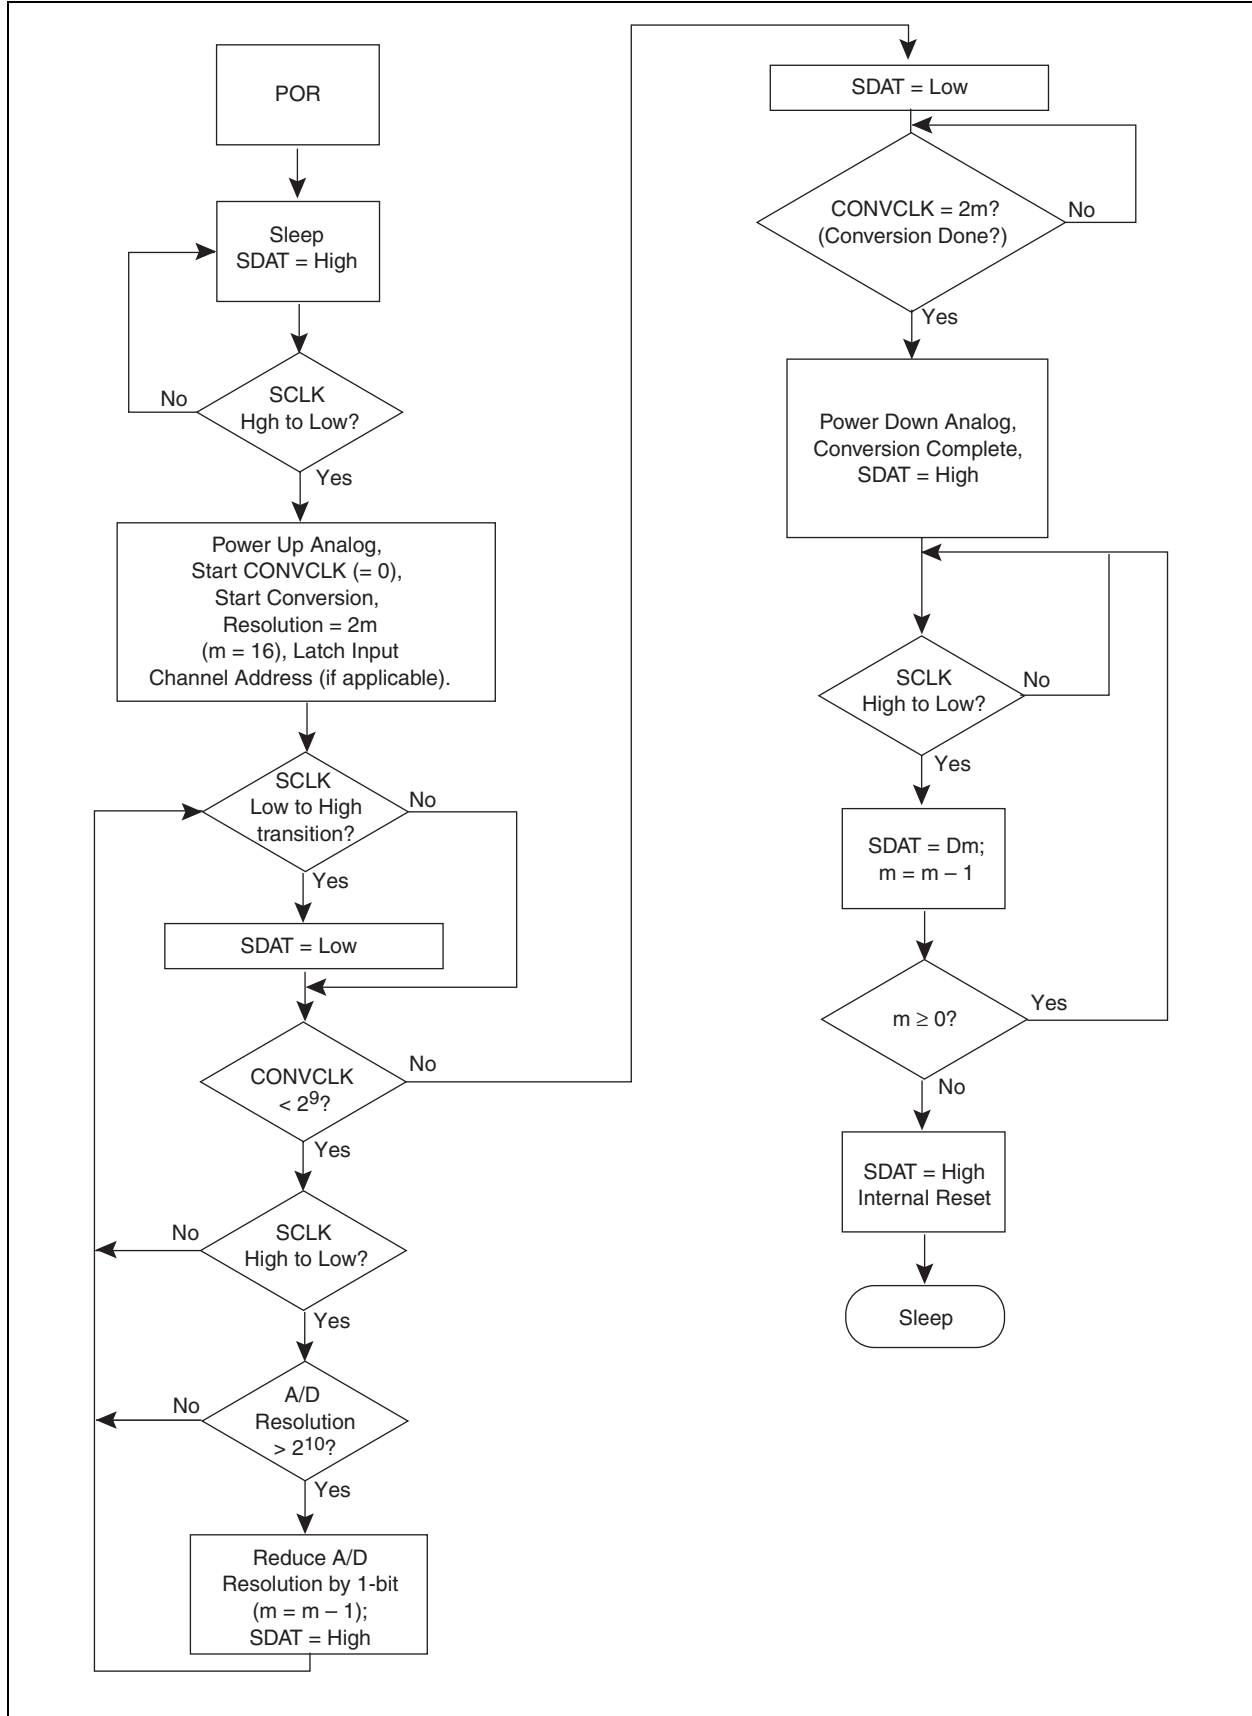 POR
Sleep
SDAT = High
SCLK
Hgh to Low?
No
Yes
Power Up Analog,
Start CONVCLK (= 0),
Start Conversion,
Resolution = 2m
(m = 16), Latch Input
Channel Address (if applicable).
SCLK
Low to High
transition?
No
Yes
SDAT = Low
CONVCLK
< 2⁹?
No
Yes
SCLK
High to Low?
No
Yes
A/D
Resolution
> 2¹⁰?
No
Yes
Reduce A/D
Resolution by 1-bit
(m = m – 1);
SDAT = High
SDAT = Low
CONVCLK = 2m?
(Conversion Done?)
No
Yes
Power Down Analog,
Conversion Complete,
SDAT = High
SCLK
High to Low?
No
Yes
SDAT = Dm;
m = m – 1
m ≥ 0?
Yes
No
SDAT = High
Internal Reset
Sleep